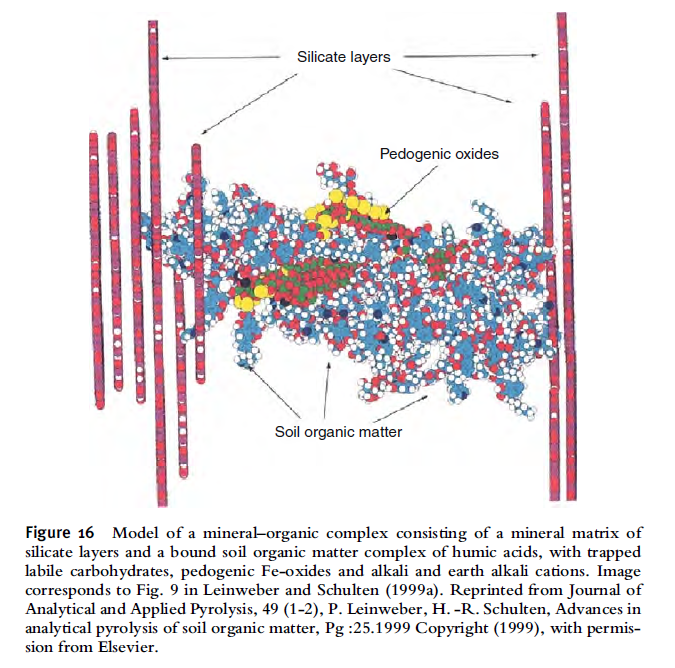 Silicate layers
Pedogenic oxides
Soil organic matter
Figure 16 Model of a mineral–organic complex consisting of a mineral matrix of
silicate layers and a bound soil organic matter complex of humic acids, with trapped
labile carbohydrates, pedogenic Fe-oxides and alkali and earth alkali cations. Image
corresponds to Fig. 9 in Leinweber and Schulten (1999a). Reprinted from Journal of
Analytical and Applied Pyrolysis, 49 (1-2), P. Leinweber, H. -R. Schulten, Advances in
analytical pyrolysis of soil organic matter, Pg :25.1999 Copyright (1999), with permis-
sion from Elsevier.